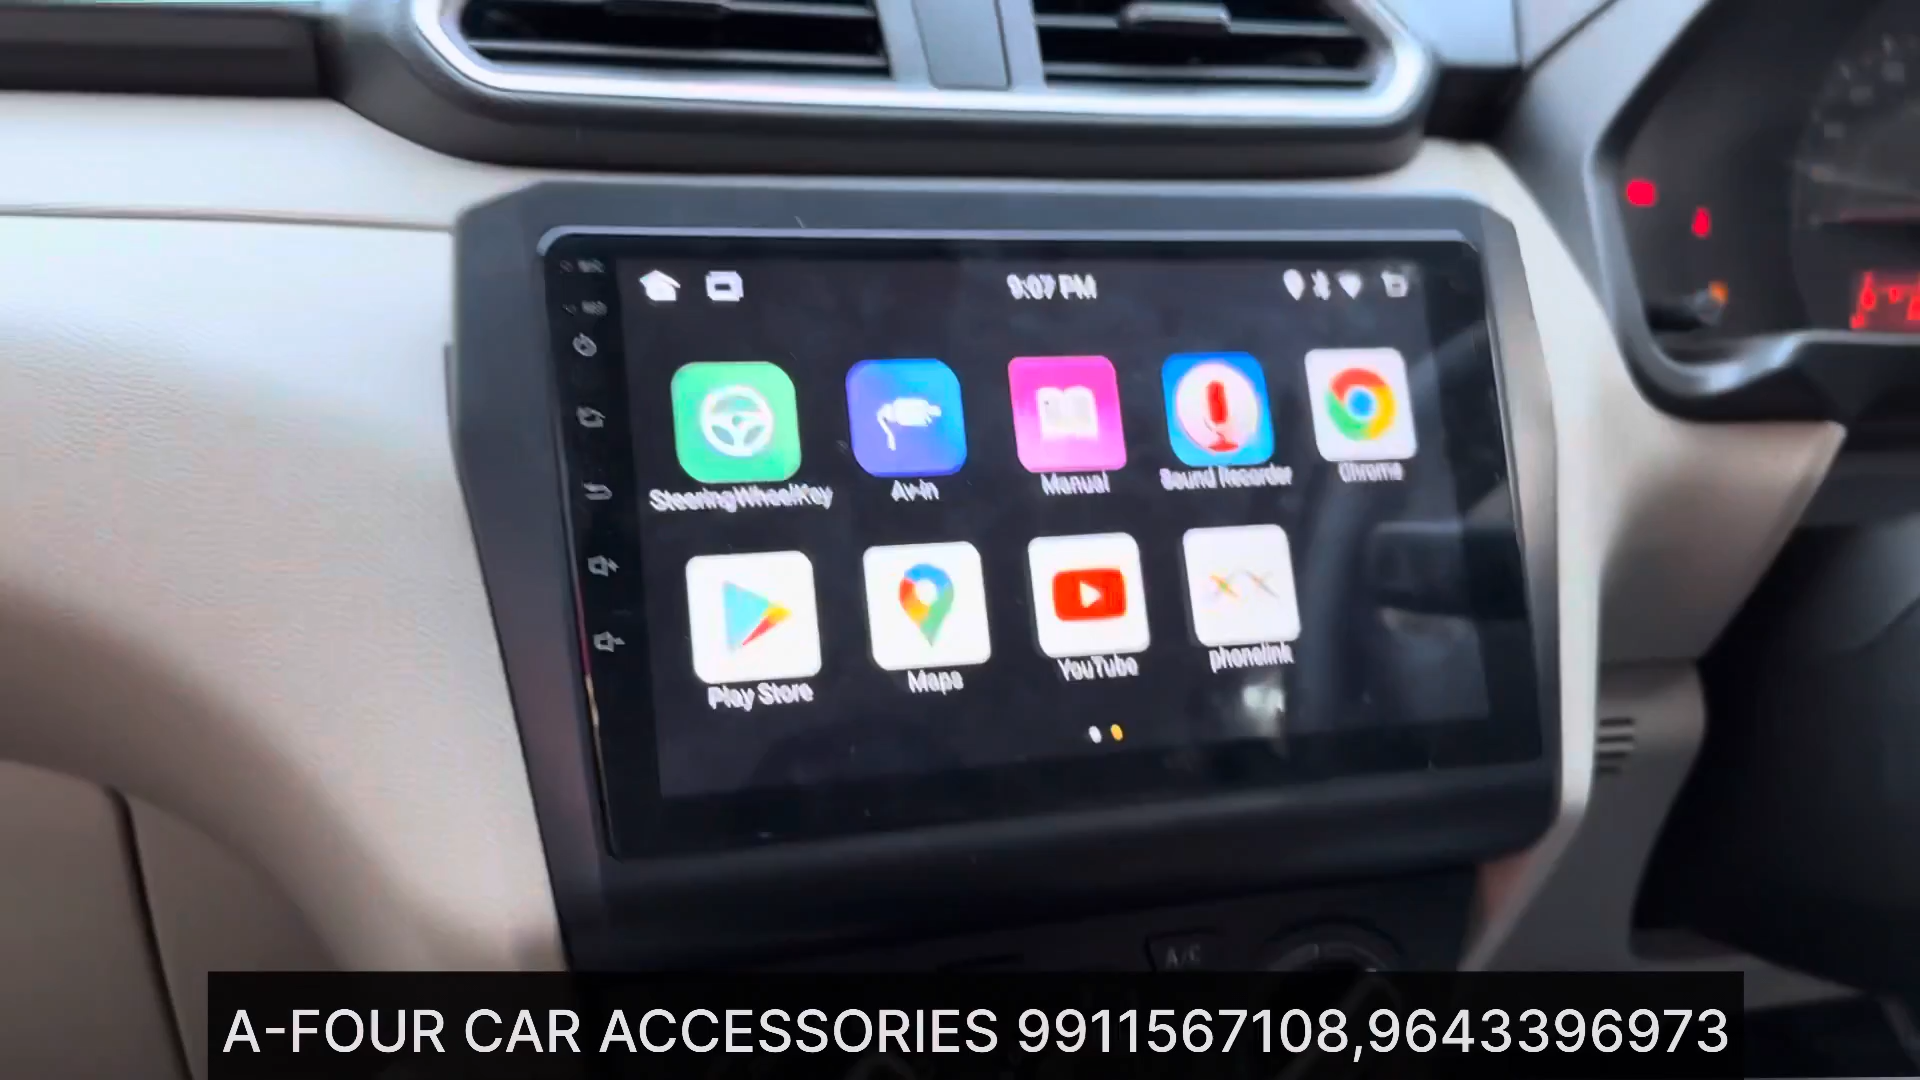 9:07 PM
SteeringWheelKey
Av-in
Manual
Sound Recorder
Chrome
Play Store
Maps
YouTube
phonelink
A/C
A-FOUR CAR ACCESSORIES 9911567108,9643396973